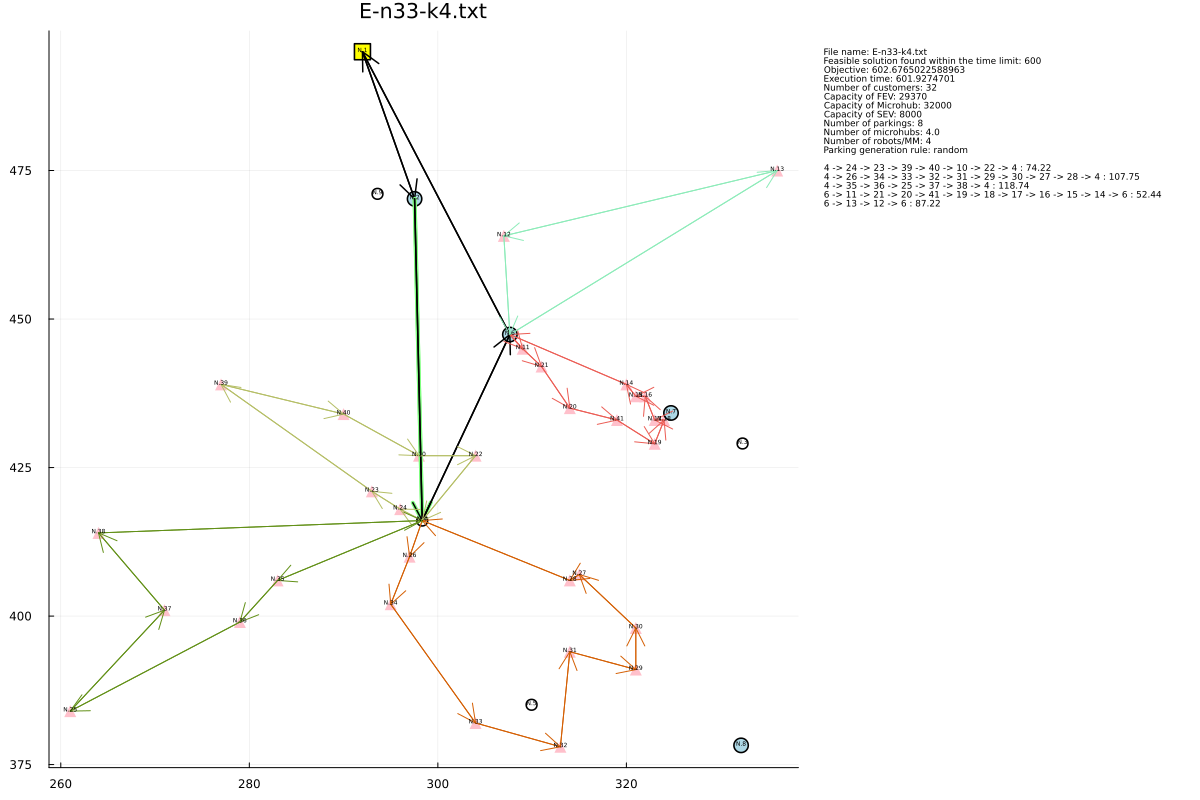 E-n33-k4.txt
File name: E-n33-k4.txt
Feasible solution found within the time limit: 600
Objective: 602.6765022588963
Execution time: 601.9274701
Number of customers: 32
Capacity of FEV: 29370
Capacity of Microhub: 32000
Capacity of SEV: 8000
Number of parkings: 8
Number of microhubs: 4.0
Number of robots/MM: 4
Parking generation rule: random
4 -> 24 -> 23 -> 39 -> 40 -> 10 -> 22 -> 4 : 74.22
4 -> 26 -> 34 -> 33 -> 32 -> 31 -> 29 -> 30 -> 27 -> 28 -> 4 : 107.75
4 -> 35 -> 36 -> 25 -> 37 -> 38 -> 4 : 118.74
6 -> 11 -> 21 -> 20 -> 41 -> 19 -> 18 -> 17 -> 16 -> 15 -> 14 -> 6 : 52.44
6 -> 13 -> 12 -> 6 : 87.22
N.1
475
N.13
N.12
450
N.11
N.21
N.39
N.14
N.16
N.40
N.20
N.7
N.41
N.19
N.10
N.22
425
N.23
N.24
N.38
N.26
N.27
N.35
N.28
N.34
N.37
400
N.36
N.30
N.31
N.29
N.25
N.33
N.32
N.8
375
260
280
300
320